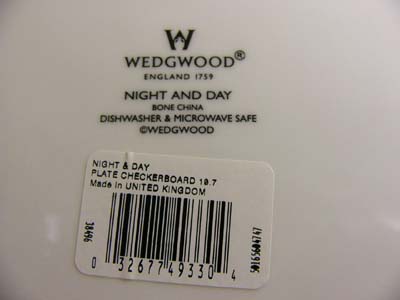 W
WEDGWOOD®
ENGLAND 1759
NIGHT AND DAY
BONE CHINA
DISHWASHER & MICROWAVE SAFE
©WEDGWOOD
NIGHT & DAY
PLATE CHECKERBOARD 10.7
Made in UNITED KINGDOM
38496
0 32677 49330 4